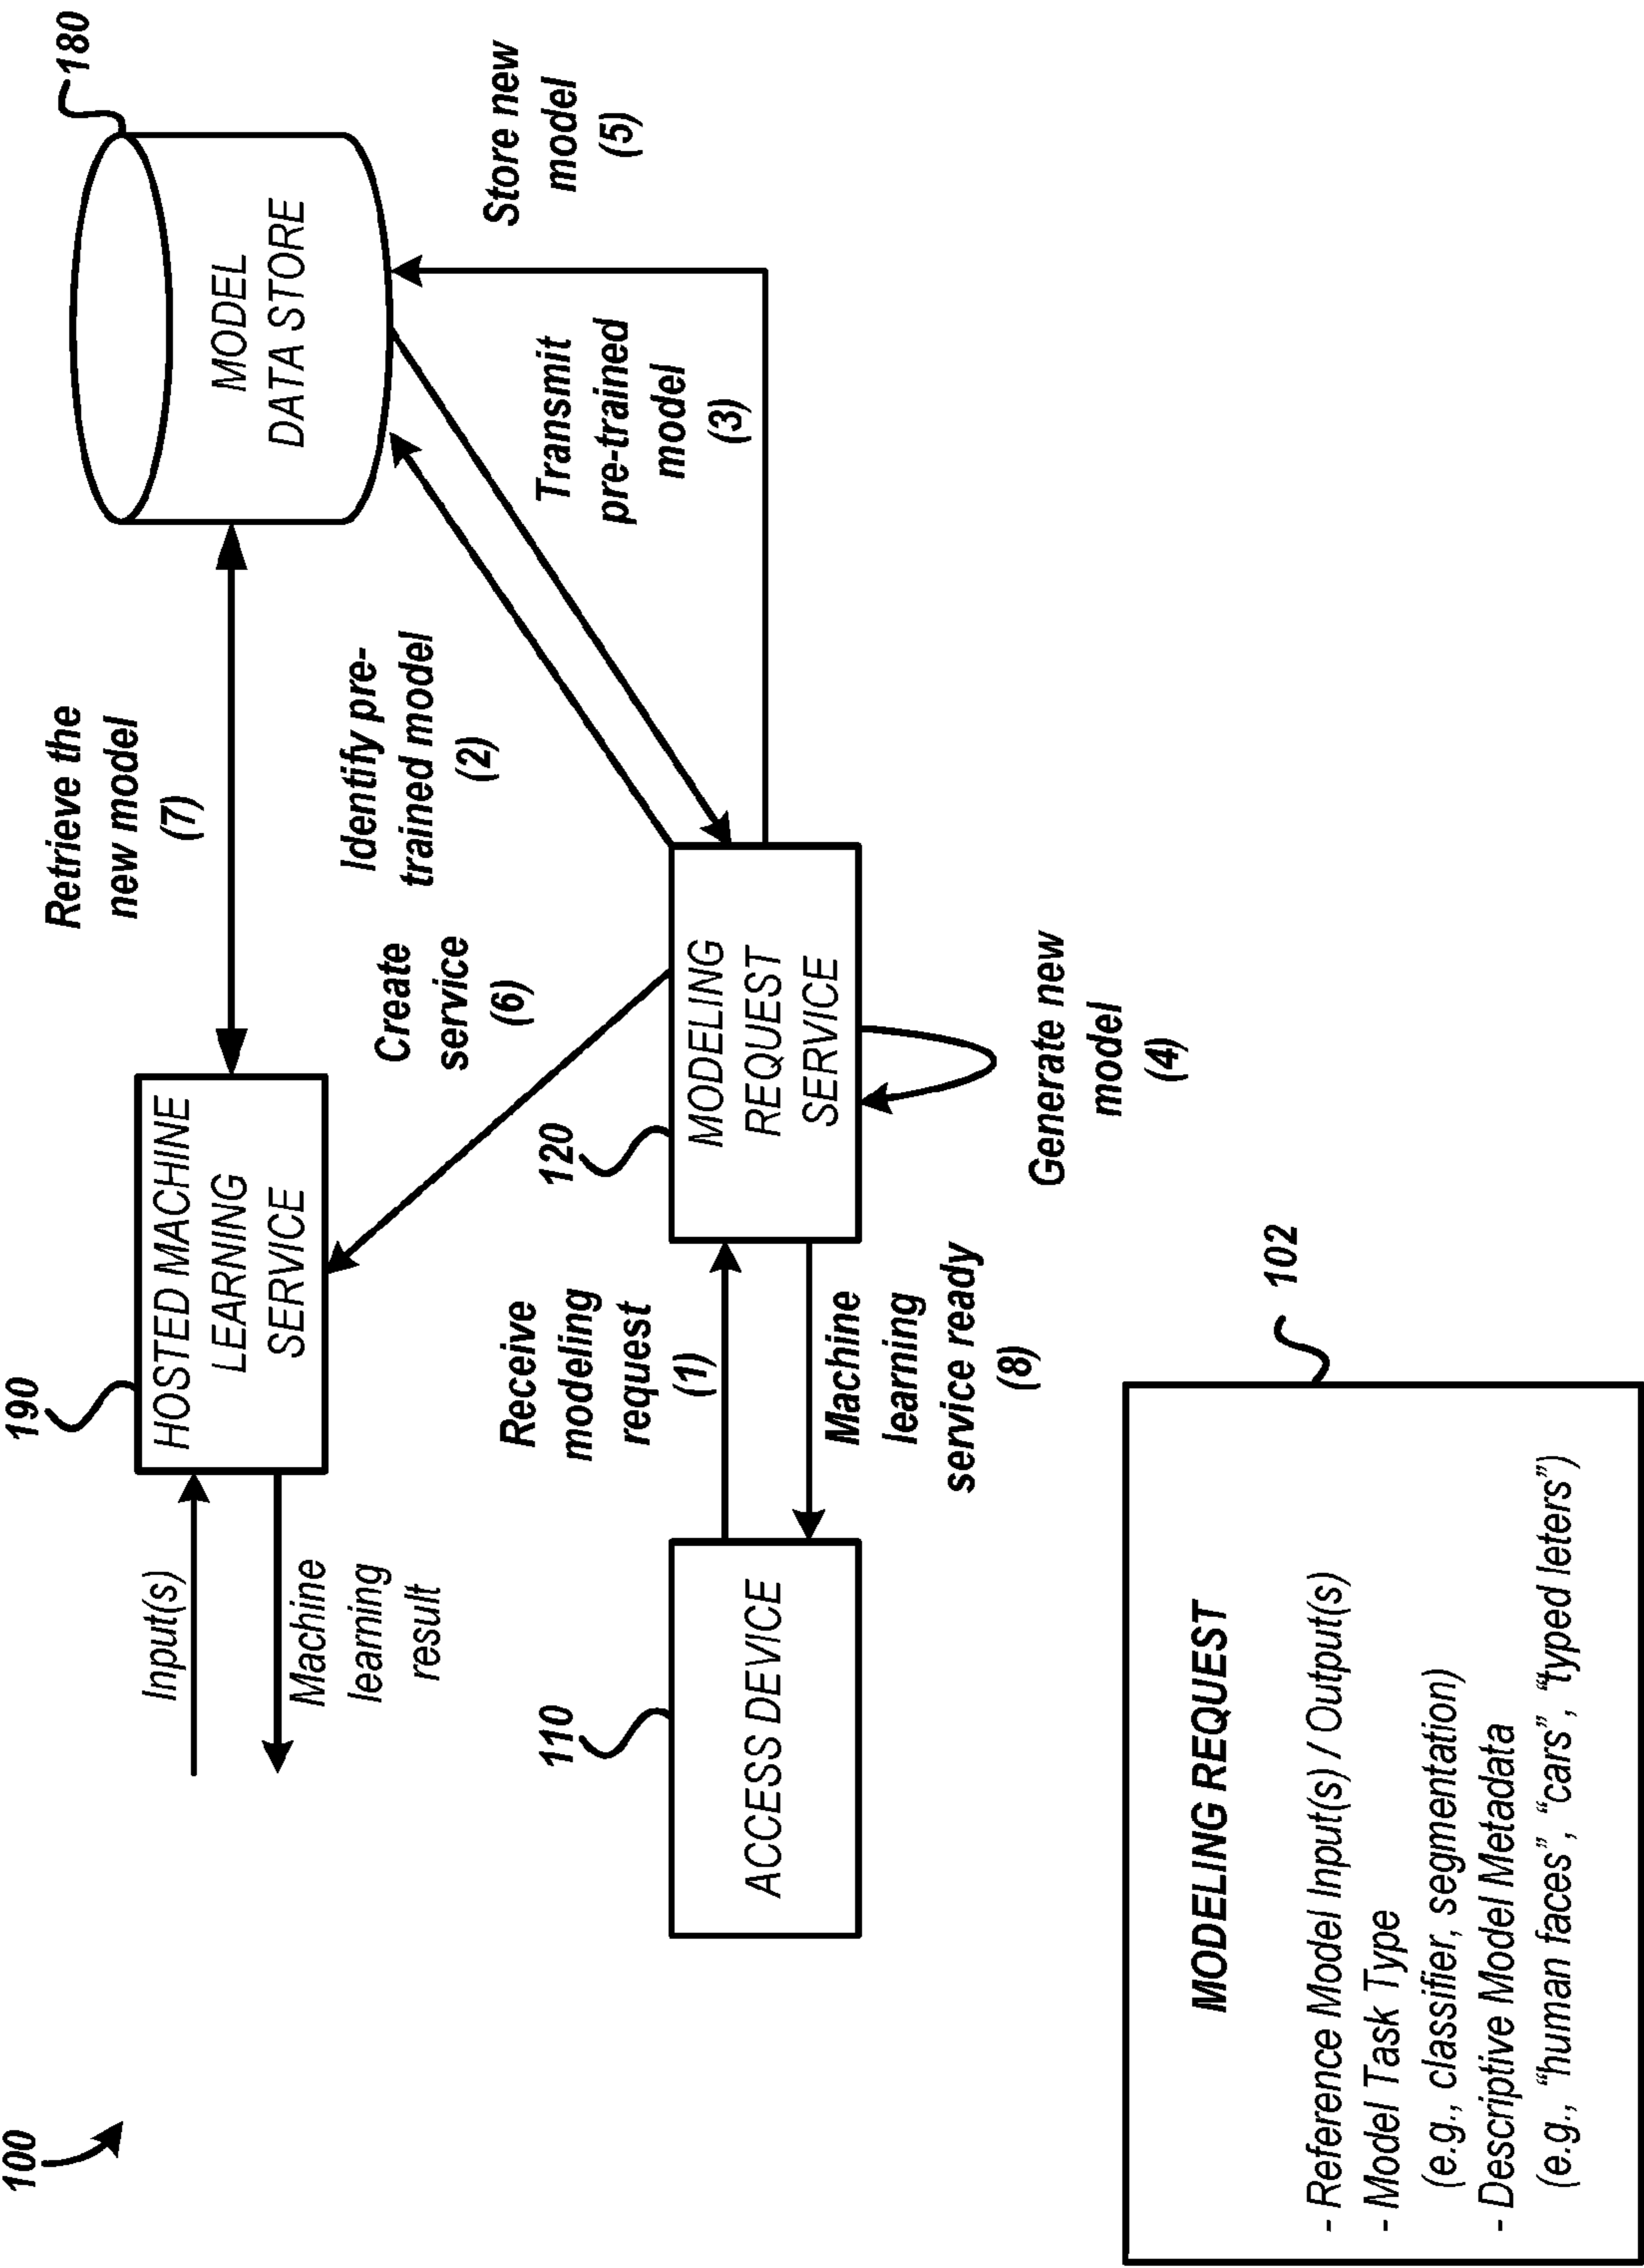 100
190
HOSTED MACHINE
LEARNING
SERVICE
Input(s)
Machine
learning
result
Retrieve the
new model
(7)
180
MODEL
DATA STORE
Create
service
(6)
Identify pre-
trained model
(2)
Transmit
pre-trained
model
(3)
Store new
model
(5)
110
ACCESS DEVICE
Receive
modeling
request
(1)
Machine
learning
service ready
(8)
120
MODELING
REQUEST
SERVICE
Generate new
model
(4)
102
MODELING REQUEST
- Reference Model Input(s) / Output(s)
- Model Task Type
(e.g., classifier, segmentation)
- Descriptive Model Metadata
(e.g., “human faces”, “cars”, “typed leters”)